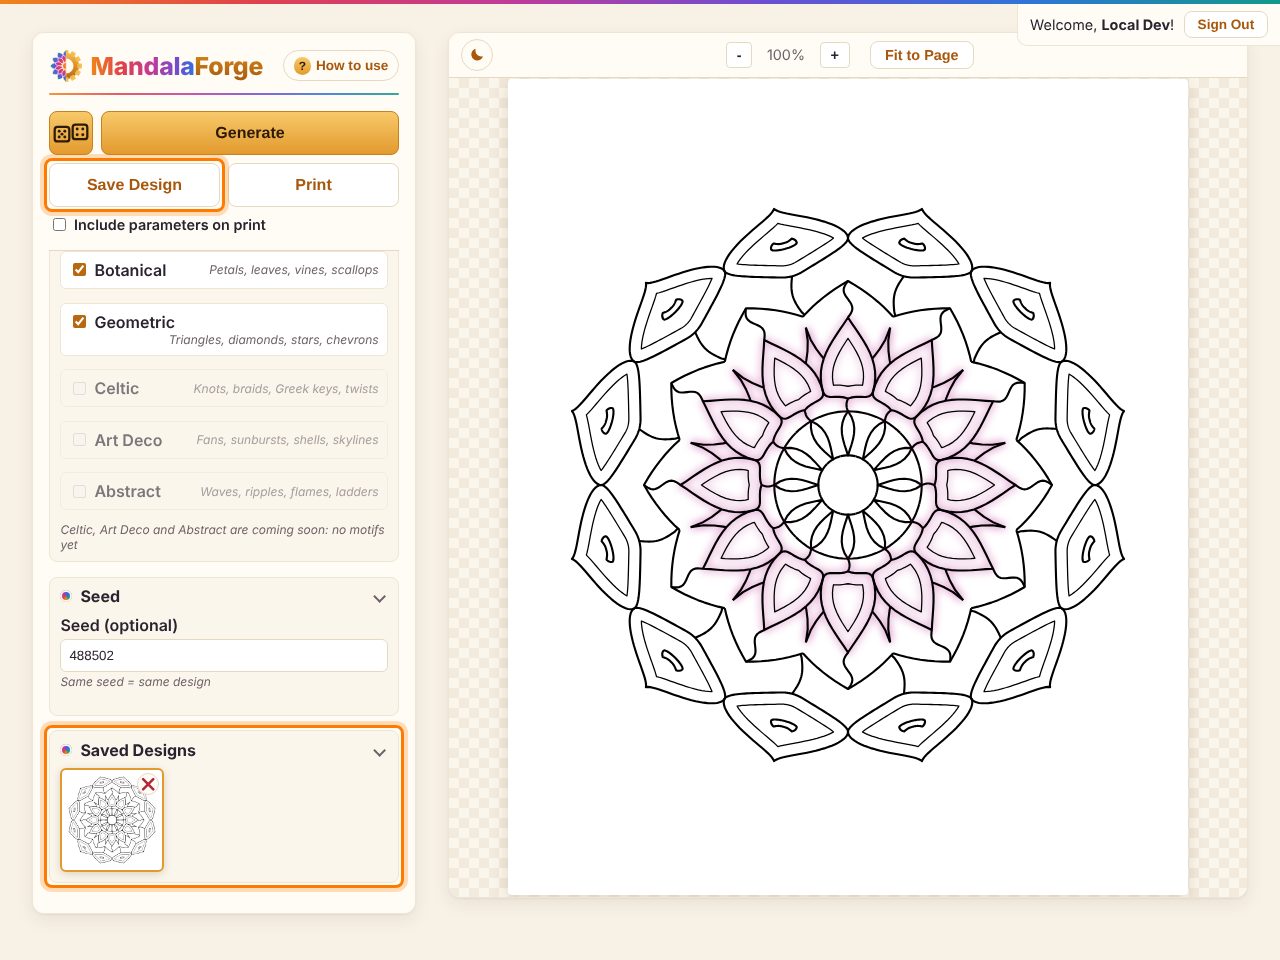 Welcome, Local Dev!
Sign Out
MandalaForge
? How to use
- 100% +
Fit to Page
Generate
Save Design
Print
Include parameters on print
Botanical
Petals, leaves, vines, scallops
Geometric
Triangles, diamonds, stars, chevrons
Celtic
Knots, braids, Greek keys, twists
Art Deco
Fans, sunbursts, shells, skylines
Abstract
Waves, ripples, flames, ladders
Celtic, Art Deco and Abstract are coming soon: no motifs
yet
Seed
Seed (optional)
488502
Same seed = same design
Saved Designs